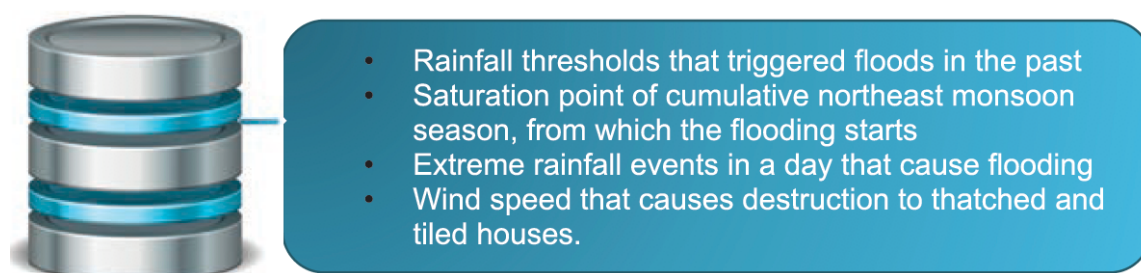 • Rainfall thresholds that triggered floods in the past
• Saturation point of cumulative northeast monsoon
season, from which the flooding starts
• Extreme rainfall events in a day that cause flooding
• Wind speed that causes destruction to thatched and
tiled houses.